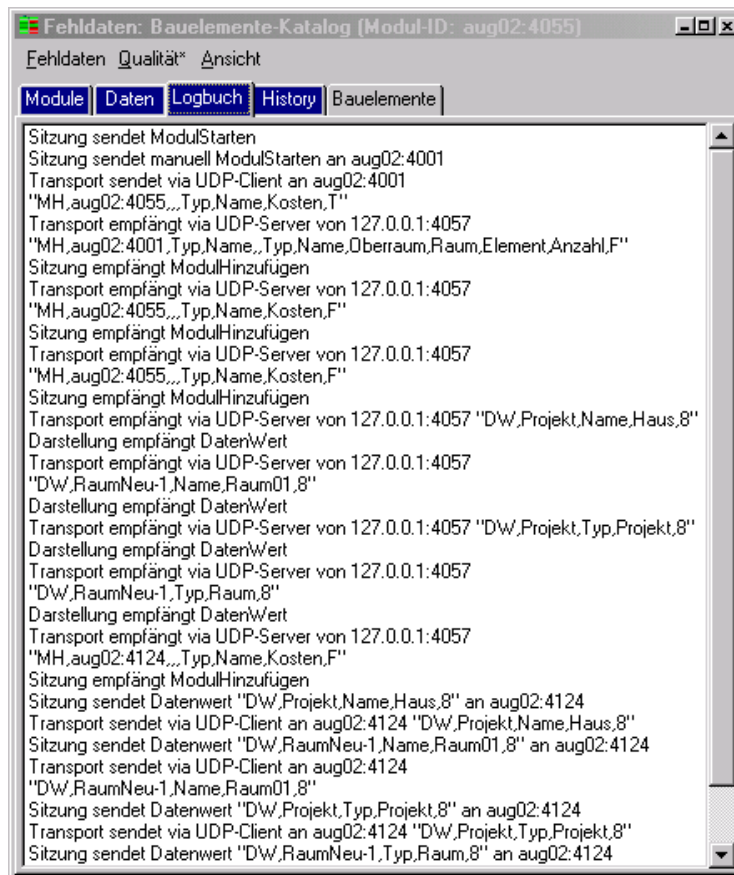 Fehldaten: Bauelemente-Katalog (Modul-ID: aug02:4055)
Fehldaten Qualität* Ansicht
Module Daten Logbuch History Bauelemente
Sitzung sendet ModulStarten
Sitzung sendet manuell ModulStarten an aug02:4001
Transport sendet via UDP-Client an aug02:4001
"MH,aug02:4055,,,Typ,Name,Kosten,T"
Transport empfängt via UDP-Server von 127.0.0.1:4057
"MH,aug02:4001,Typ,Name,,Typ,Name,Oberraum,Raum,Element,Anzahl,F"
Sitzung empfängt ModulHinzufügen
Transport empfängt via UDP-Server von 127.0.0.1:4057
"MH,aug02:4055,,,Typ,Name,Kosten,F"
Sitzung empfängt ModulHinzufügen
Transport empfängt via UDP-Server von 127.0.0.1:4057
"MH,aug02:4055,,,Typ,Name,Kosten,F"
Sitzung empfängt ModulHinzufügen
Transport empfängt via UDP-Server von 127.0.0.1:4057 "DW,Projekt,Name,Haus,8"
Darstellung empfängt DatenWert
Transport empfängt via UDP-Server von 127.0.0.1:4057
"DW,RaumNeu-1,Name,Raum01,8"
Darstellung empfängt DatenWert
Transport empfängt via UDP-Server von 127.0.0.1:4057 "DW,Projekt,Typ,Projekt,8"
Darstellung empfängt DatenWert
Transport empfängt via UDP-Server von 127.0.0.1:4057
"DW,RaumNeu-1,Typ,Raum,8"
Darstellung empfängt DatenWert
Transport empfängt via UDP-Server von 127.0.0.1:4057
"MH,aug02:4124,,,Typ,Name,Kosten,F"
Sitzung empfängt ModulHinzufügen
Sitzung sendet Datenwert "DW,Projekt,Name,Haus,8" an aug02:4124
Transport sendet via UDP-Client an aug02:4124 "DW,Projekt,Name,Haus,8"
Sitzung sendet Datenwert "DW,RaumNeu-1,Name,Raum01,8" an aug02:4124
Transport sendet via UDP-Client an aug02:4124
"DW,RaumNeu-1,Name,Raum01,8"
Sitzung sendet Datenwert "DW,Projekt,Typ,Projekt,8" an aug02:4124
Transport sendet via UDP-Client an aug02:4124 "DW,Projekt,Typ,Projekt,8"
Sitzung sendet Datenwert "DW,RaumNeu-1,Typ,Raum,8" an aug02:4124